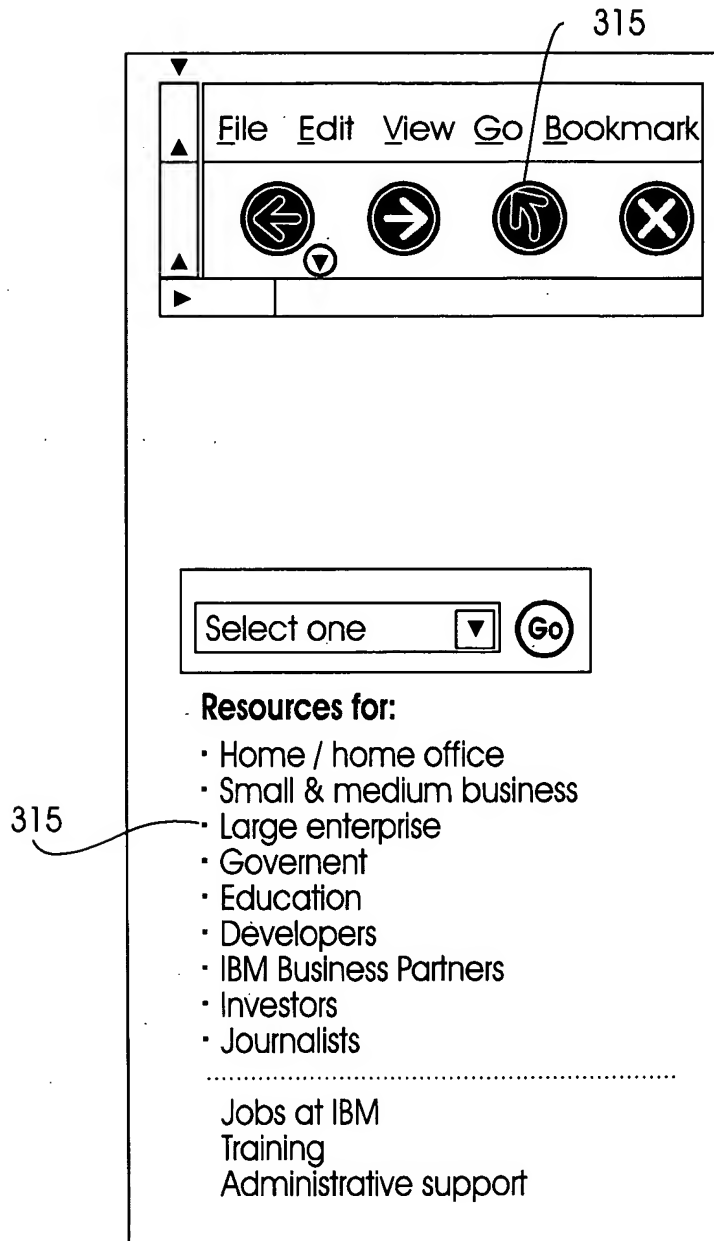 315
File Edit View Go Bookmark
Select one Go
Resources for:
· Home / home office
· Small & medium business
315 · Large enterprise
· Governent
· Education
· Developers
· IBM Business Partners
· Investors
· Journalists
Jobs at IBM
Training
Administrative support